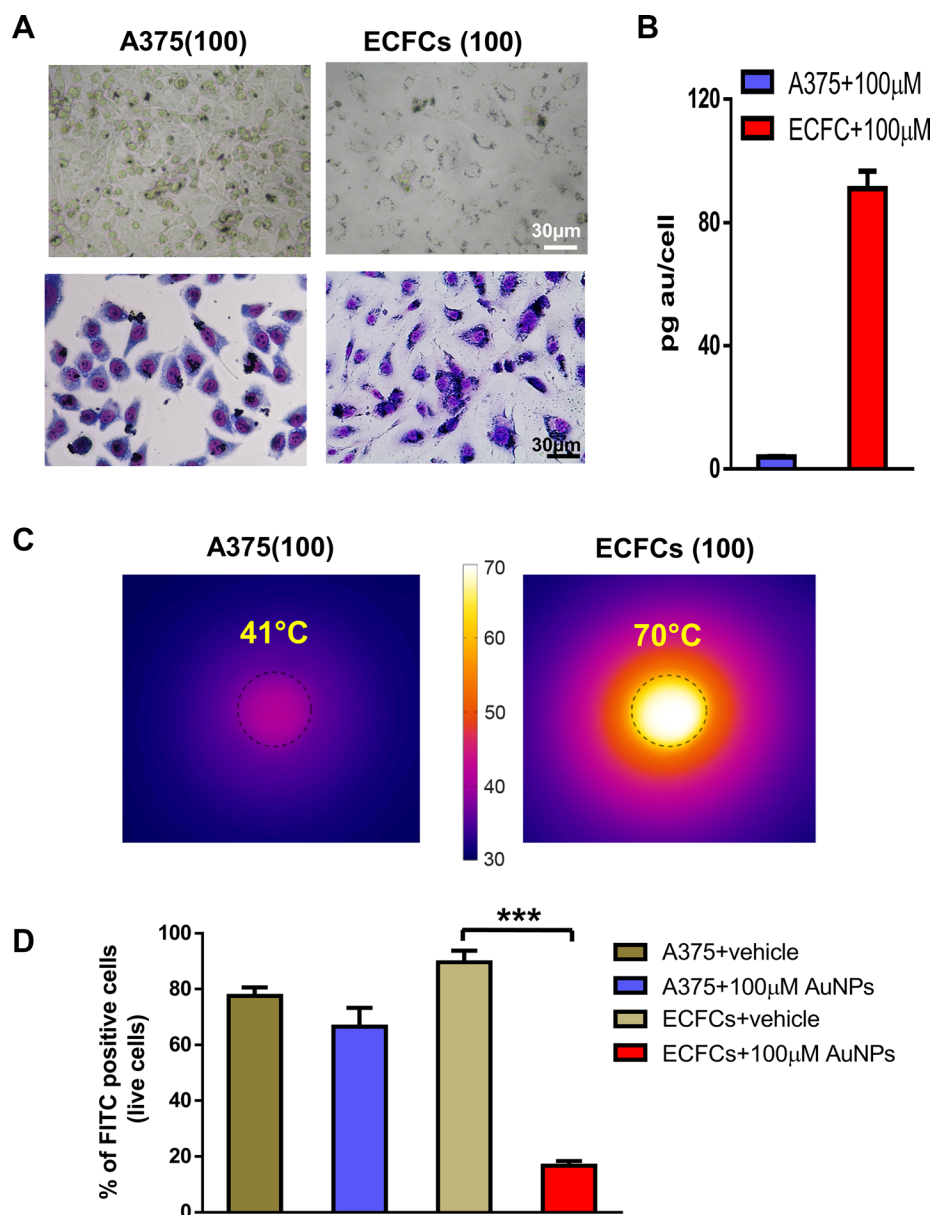 A
A375(100)
ECFCs (100)
30µm
30µm
B
A375+100µM
ECFC+100µM
pg au/cell
120
80
40
0
C
A375(100)
ECFCs (100)
41°C
70
60
50
40
30
70°C
D
% of FITC positive cells
(live cells)
100
80
60
40
20
0
***
A375+vehicle
A375+100µM AuNPs
ECFCs+vehicle
ECFCs+100µM AuNPs